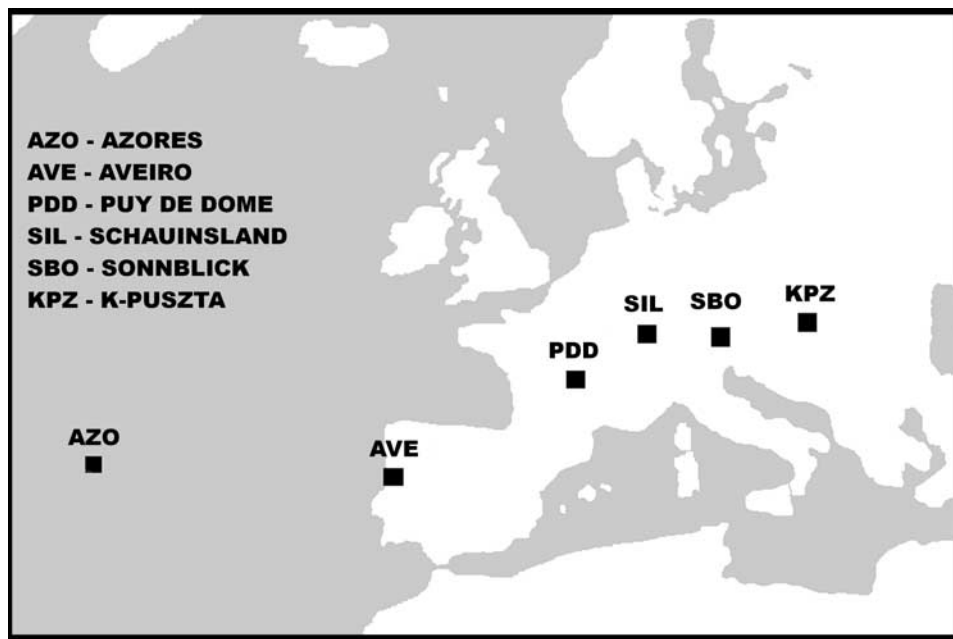 AZO - AZORES
AVE - AVEIRO
PDD - PUY DE DOME
SIL - SCHAUINSLAND
SBO - SONNBLICK
KPZ - K-PUSZTA
SIL
SBO
KPZ
PDD
AZO
AVE